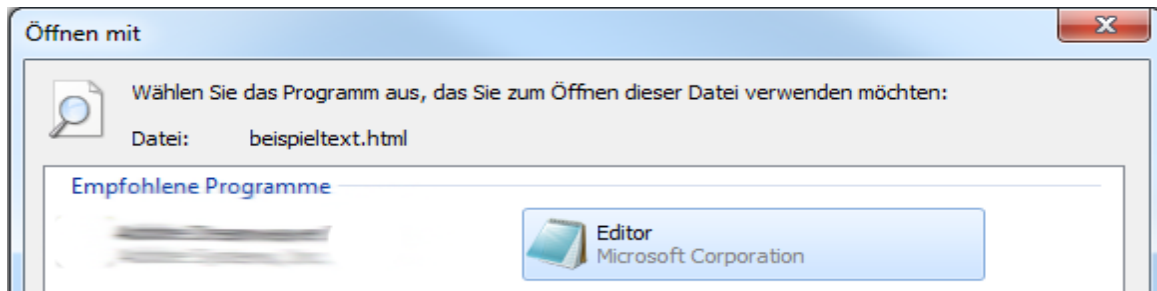 Öffnen mit
Wählen Sie das Programm aus, das Sie zum Öffnen dieser Datei verwenden möchten:
Datei: beispieltext.html
Empfohlene Programme
Editor
Microsoft Corporation